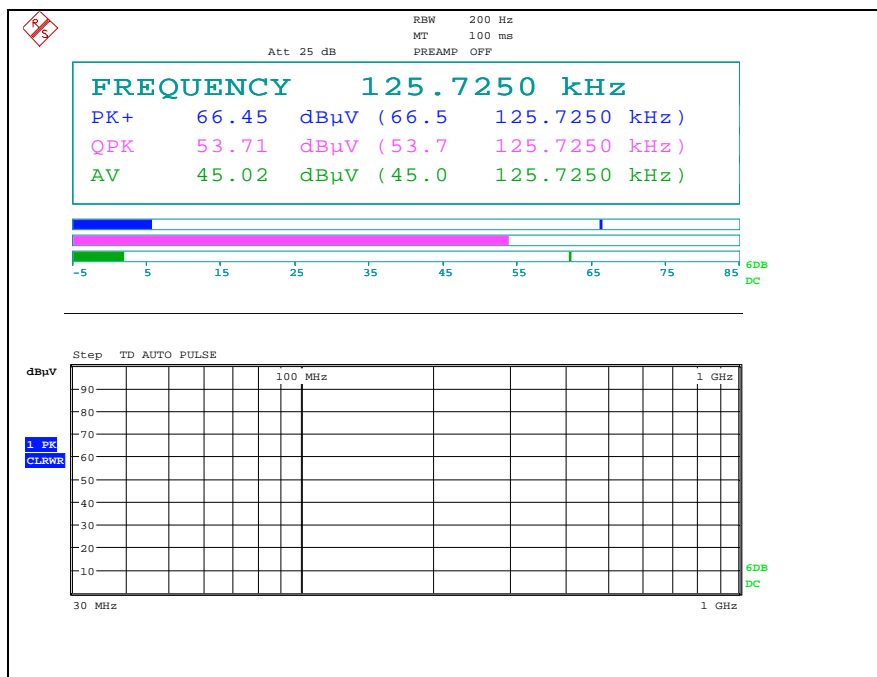 R S
RBW 200 Hz
MT 100 ms
Att 25 dB PREAMP OFF
FREQUENCY 125.7250 kHz
PK+ 66.45 dBµV (66.5 125.7250 kHz)
QPK 53.71 dBµV (53.7 125.7250 kHz)
AV 45.02 dBµV (45.0 125.7250 kHz)
-5 5 15 25 35 45 55 65 75 85
6DB
DC
Step TD AUTO PULSE
dBµV
100 MHz 1 GHz
90
80
70
1 PK
CLRWR
60
50
40
30
20
10
6DB
DC
30 MHz 1 GHz